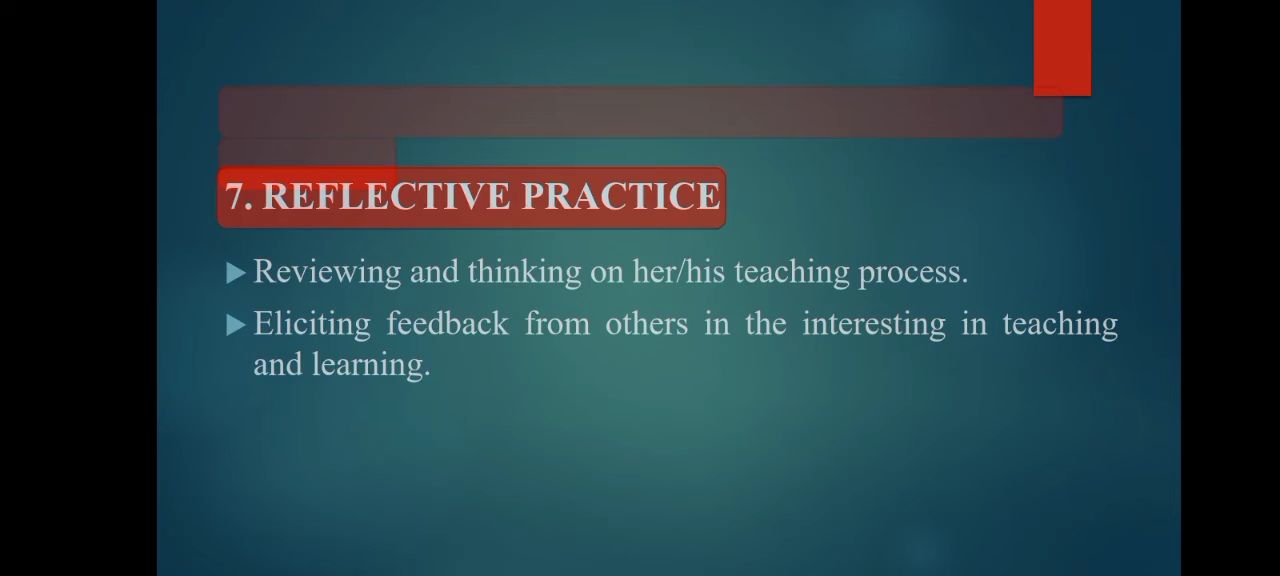 7. REFLECTIVE PRACTICE
Reviewing and thinking on her/his teaching process.
Eliciting feedback from others in the interesting in teaching
and learning.